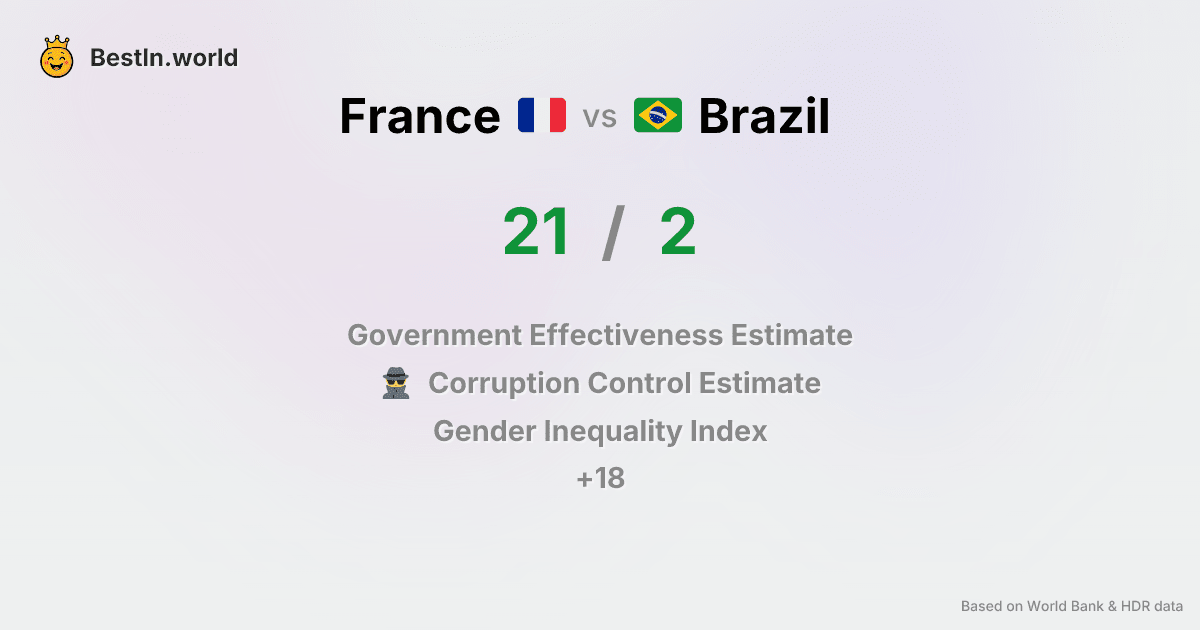 BestIn.world
France vs Brazil
21 / 2
Government Effectiveness Estimate
Corruption Control Estimate
Gender Inequality Index
+18
Based on World Bank & HDR data